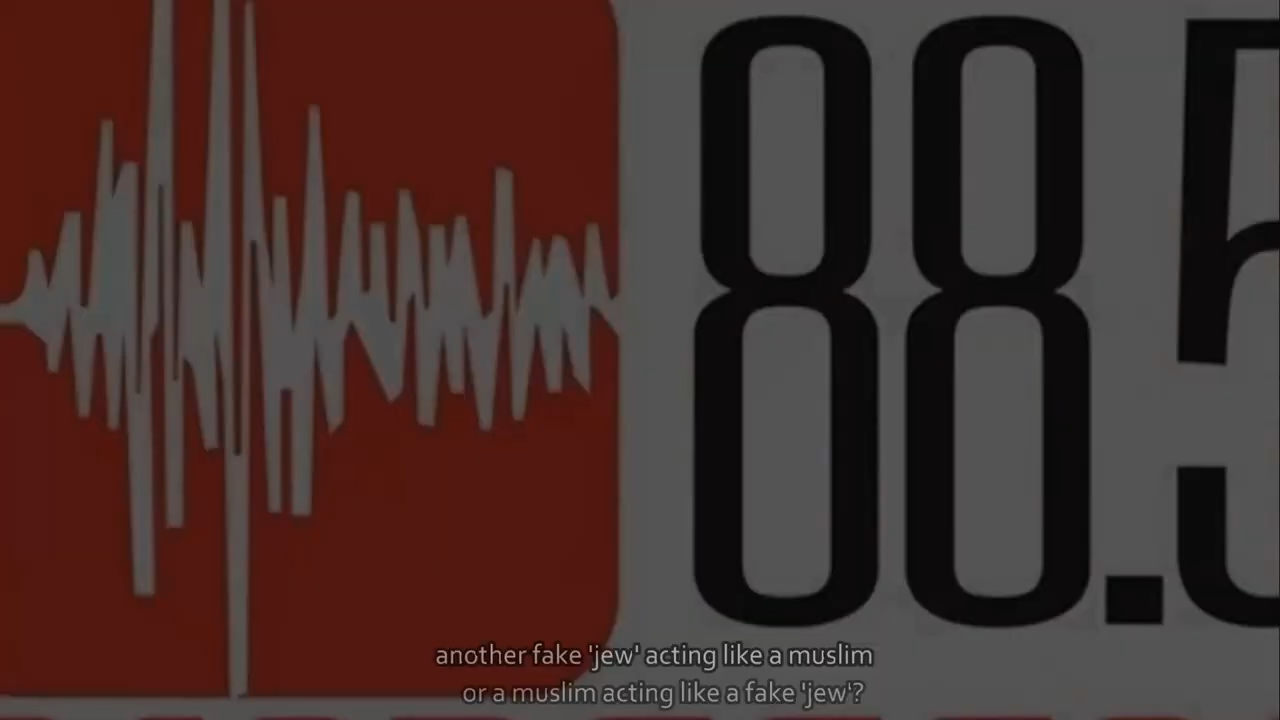 88.5
another fake 'jew' acting like a muslim
or a muslim acting like a fake 'jew'?